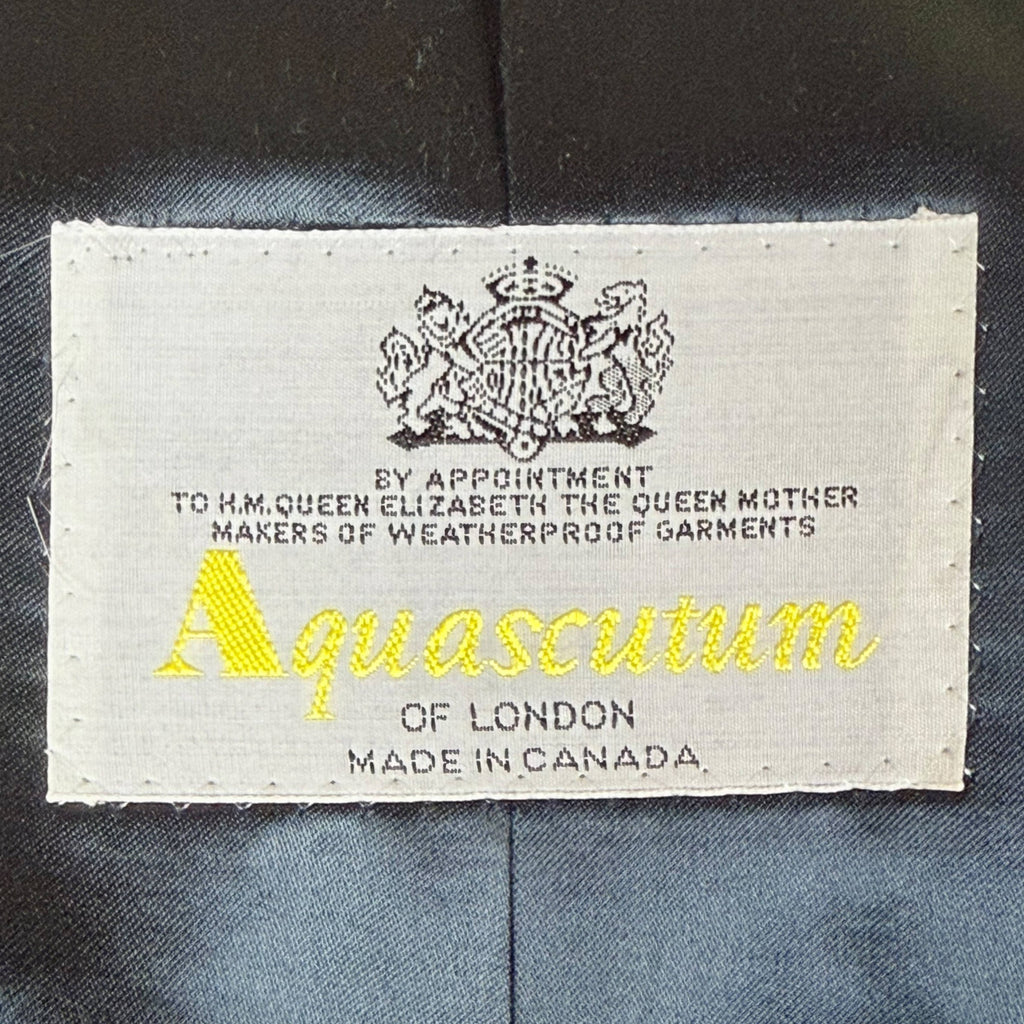 BY APPOINTMENT
TO H.M.QUEEN ELIZABETH THE QUEEN MOTHER
MAKERS OF WEATHERPROOF GARMENTS
Aquascutum
OF LONDON
MADE IN CANADA